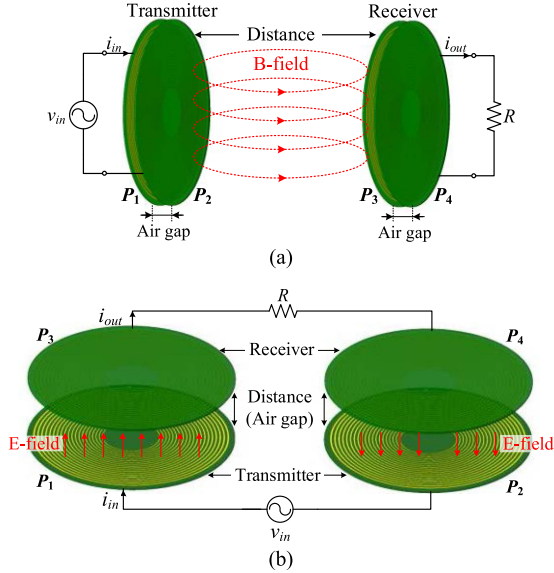 Transmitter
Receiver
Distance
i_in
B-field
i_out
v_in
R
P1 P2
P3 P4
Air gap
Air gap
(a)
R
i_out
P3
P4
Receiver
Distance
(Air gap)
E-field
E-field
Transmitter
P1
P2
i_in
v_in
(b)